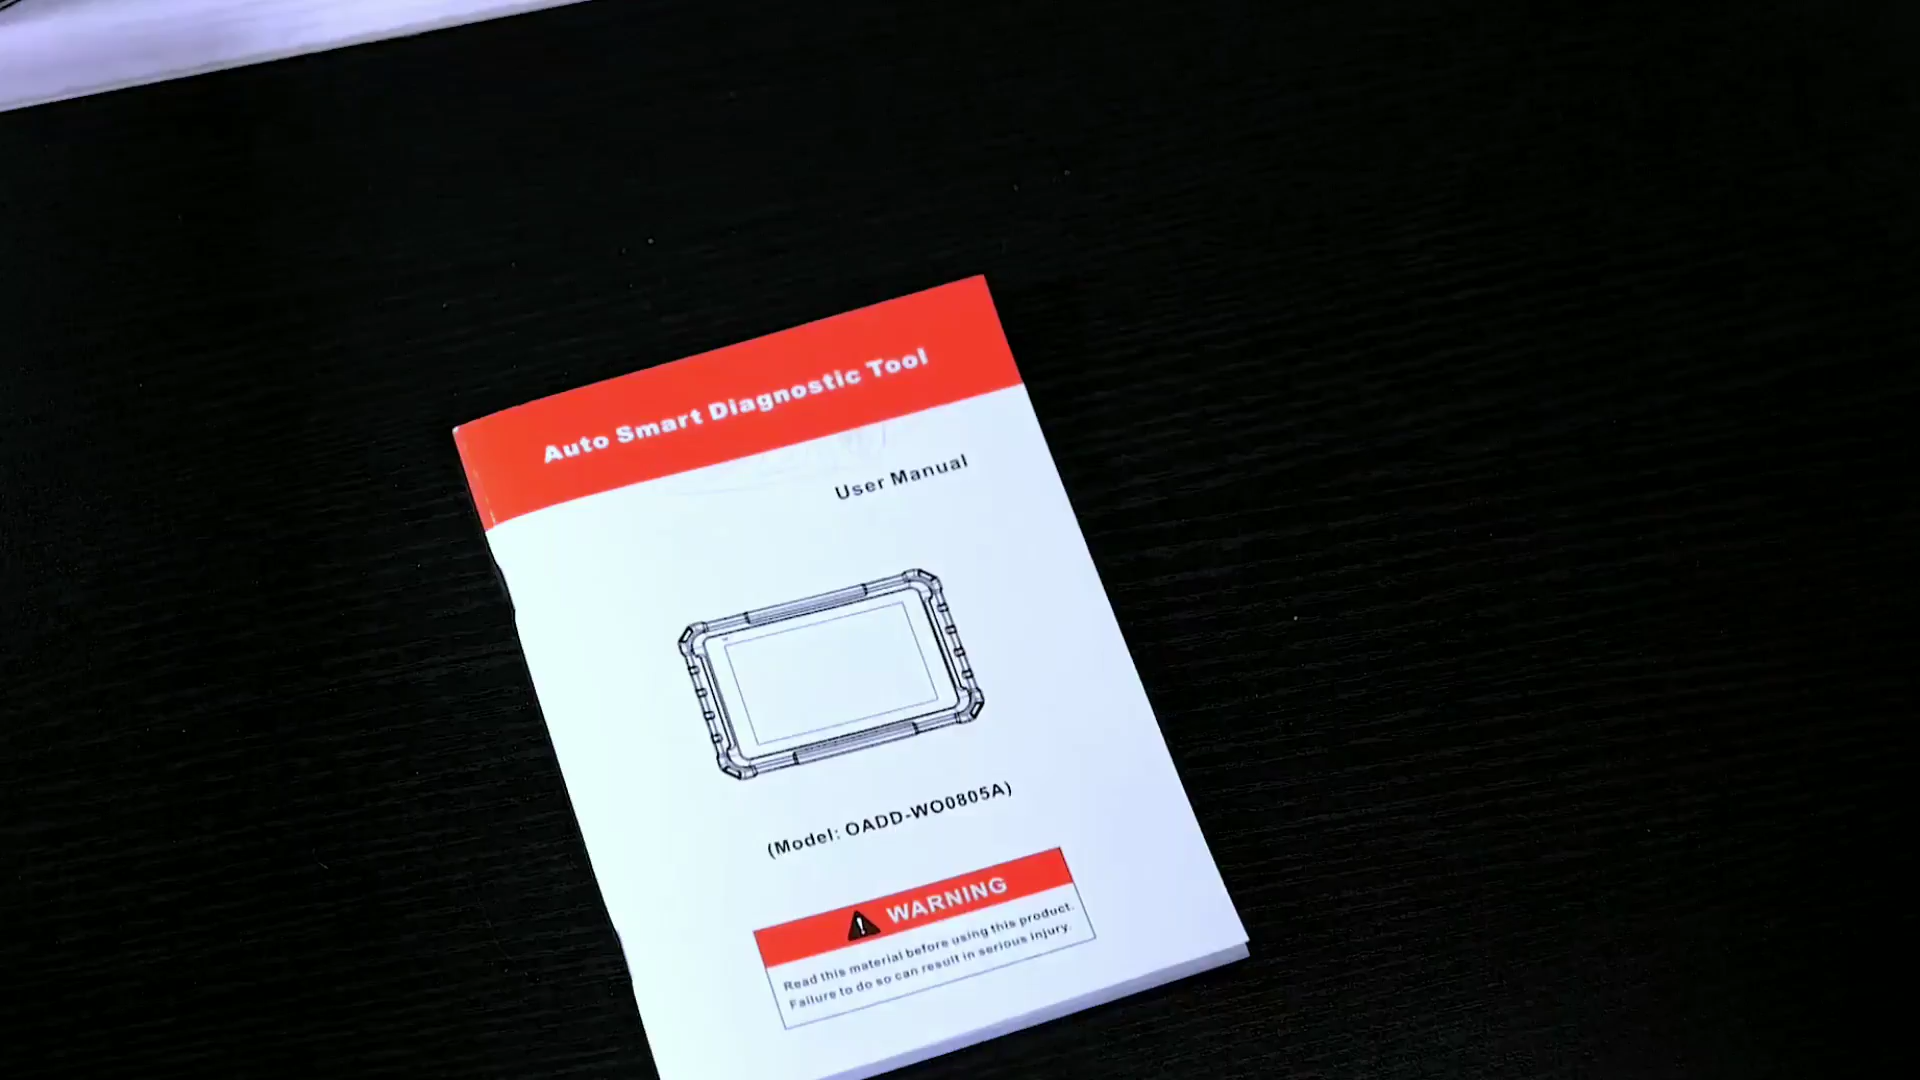 Auto Smart Diagnostic Tool
User Manual
(Model: OADD-WO0805A)
WARNING
Read this material before using this product.
Failure to do so can result in serious injury.